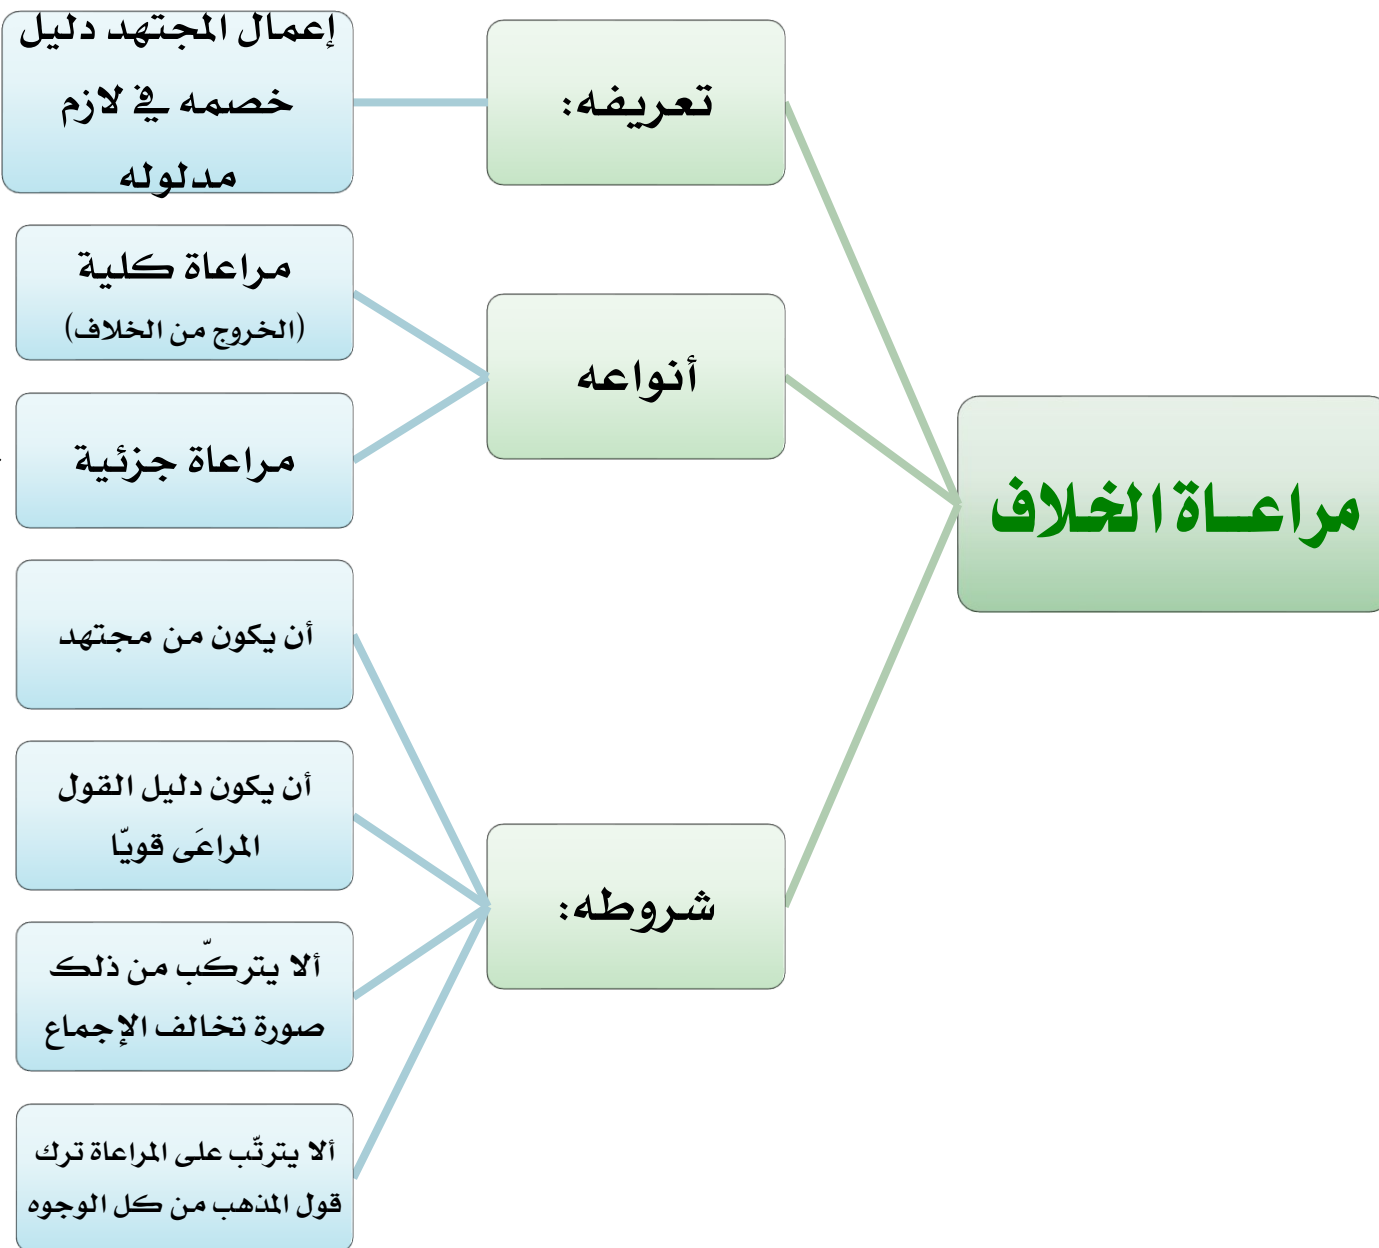 مراعاة الخلاف
تعريفه:
إعمال المجتهد دليل
خصمه في لازم
مدلوله
أنواعه
مراعاة كلية
(الخروج من الخلاف)
مراعاة جزئية
شروطه:
أن يكون من مجتهد
أن يكون دليل القول
المراعَى قويّا
ألا يتركّب من ذلك
صورة تخالف الإجماع
ألا يترتّب على المراعاة ترك
قول المذهب من كل الوجوه